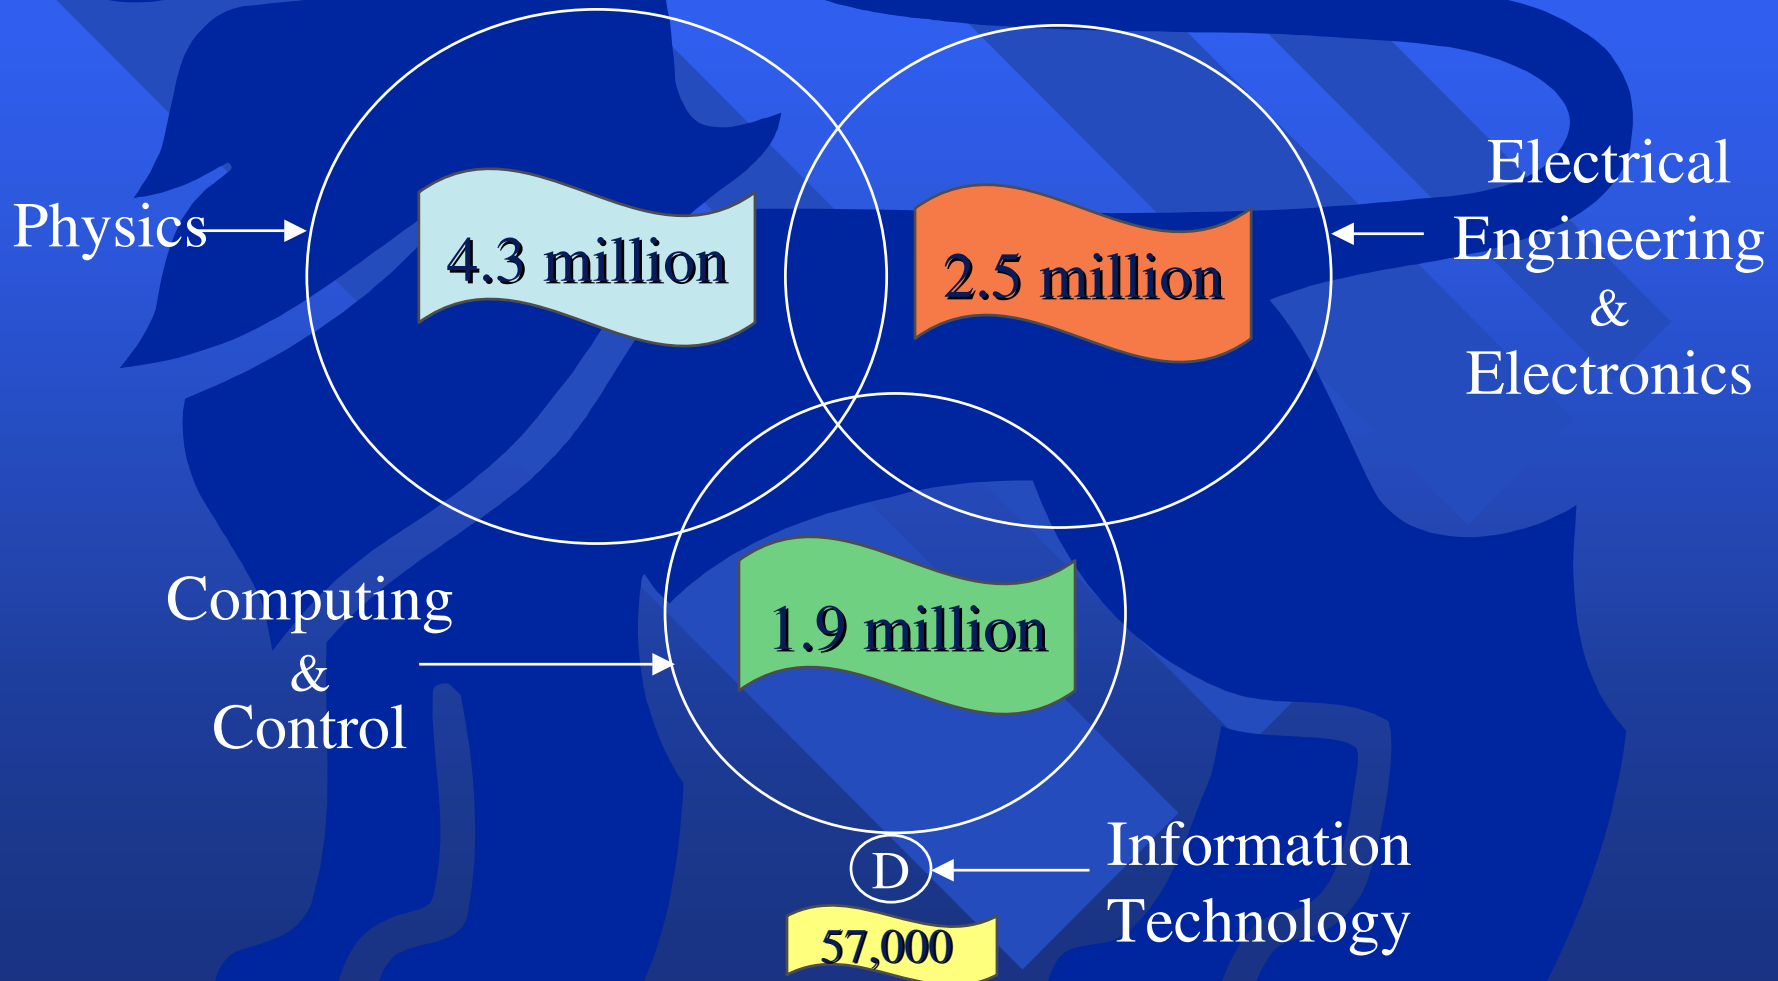 Physics
4.3 million
2.5 million
Electrical
Engineering
&
Electronics
Computing
&
Control
1.9 million
D
Information
Technology
57,000